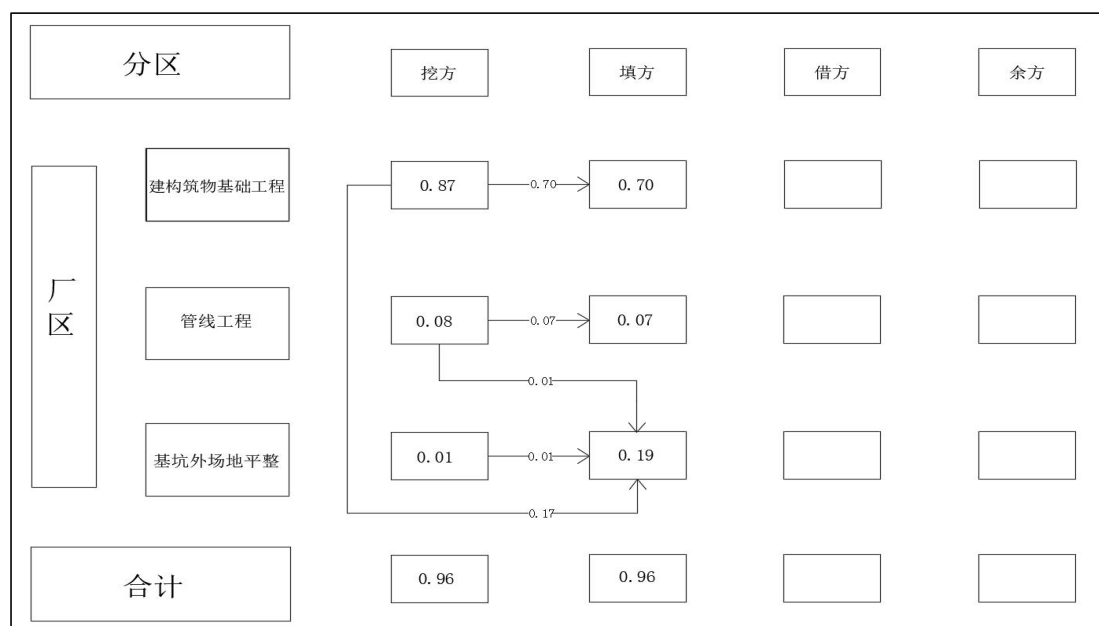 分区
挖方
填方
借方
余方
厂区
建构筑物基础工程
0.87
0.70
0.70
管线工程
0.08
0.07
0.07
0.01
基坑外场地平整
0.01
0.01
0.19
0.17
合计
0.96
0.96